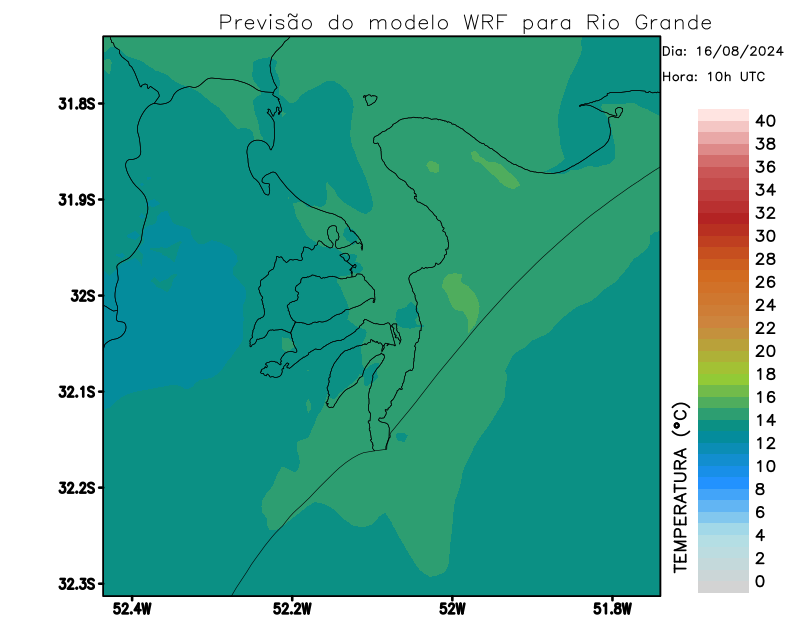 Previsão do modelo WRF para Rio Grande
Dia: 16/08/2024
Hora: 10h UTC
31.8S
31.9S
32S
32.1S
32.2S
32.3S
52.4W
52.2W
52W
51.8W
TEMPERATURA (°C)
40
38
36
34
32
30
28
26
24
22
20
18
16
14
12
10
8
6
4
2
0